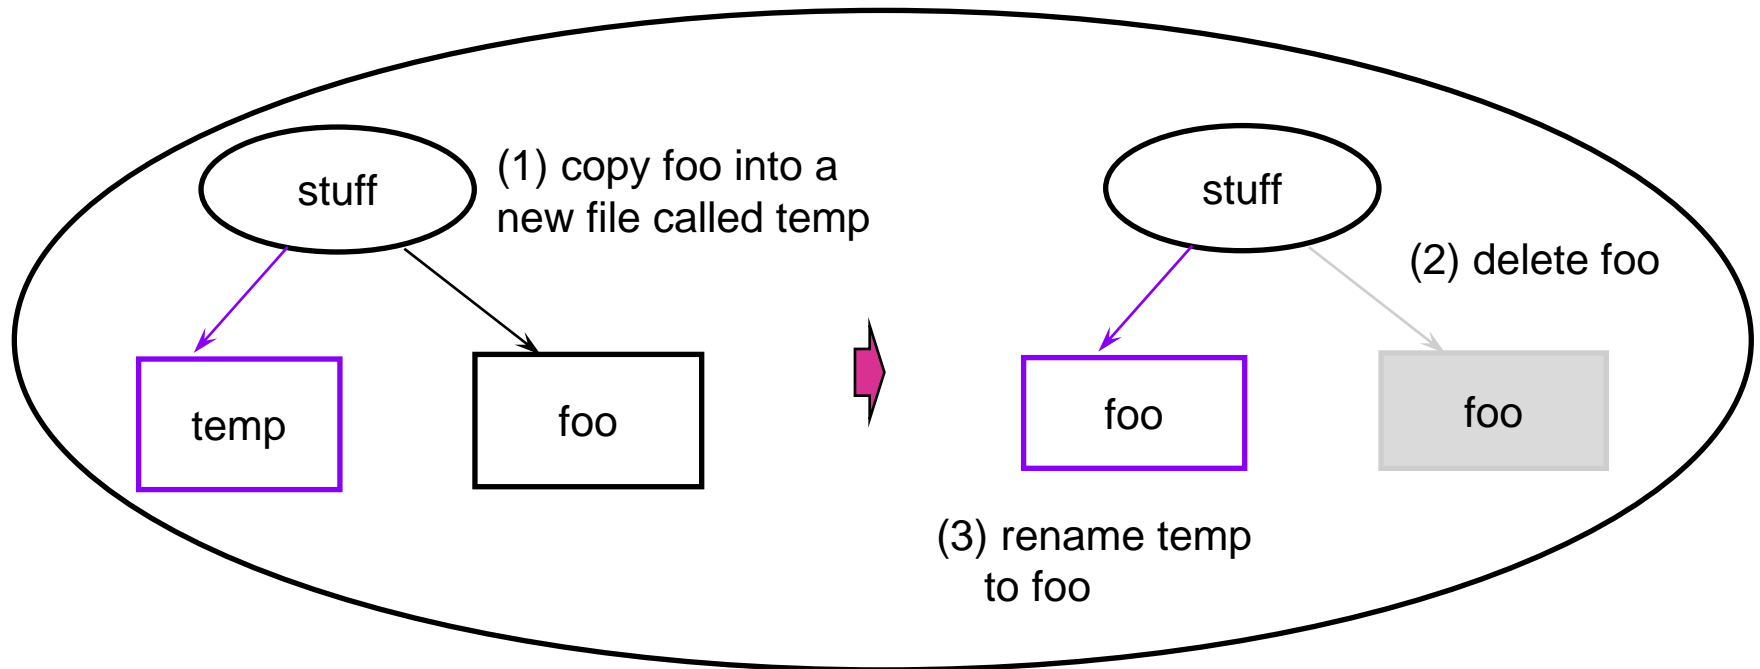 stuff
(1) copy foo into a
new file called temp
temp
foo
stuff
(2) delete foo
foo
foo
(3) rename temp
to foo